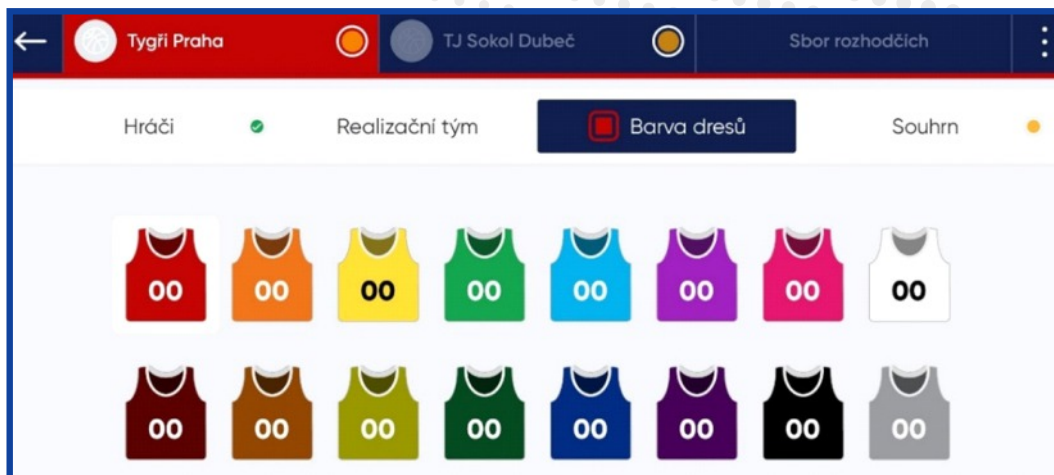 Tygři Praha TJ Sokol Dubeč Sbor rozhodčích
Hráči Realizační tým Barva dresů Souhrn
00 00 00 00 00 00 00 00
00 00 00 00 00 00 00 00